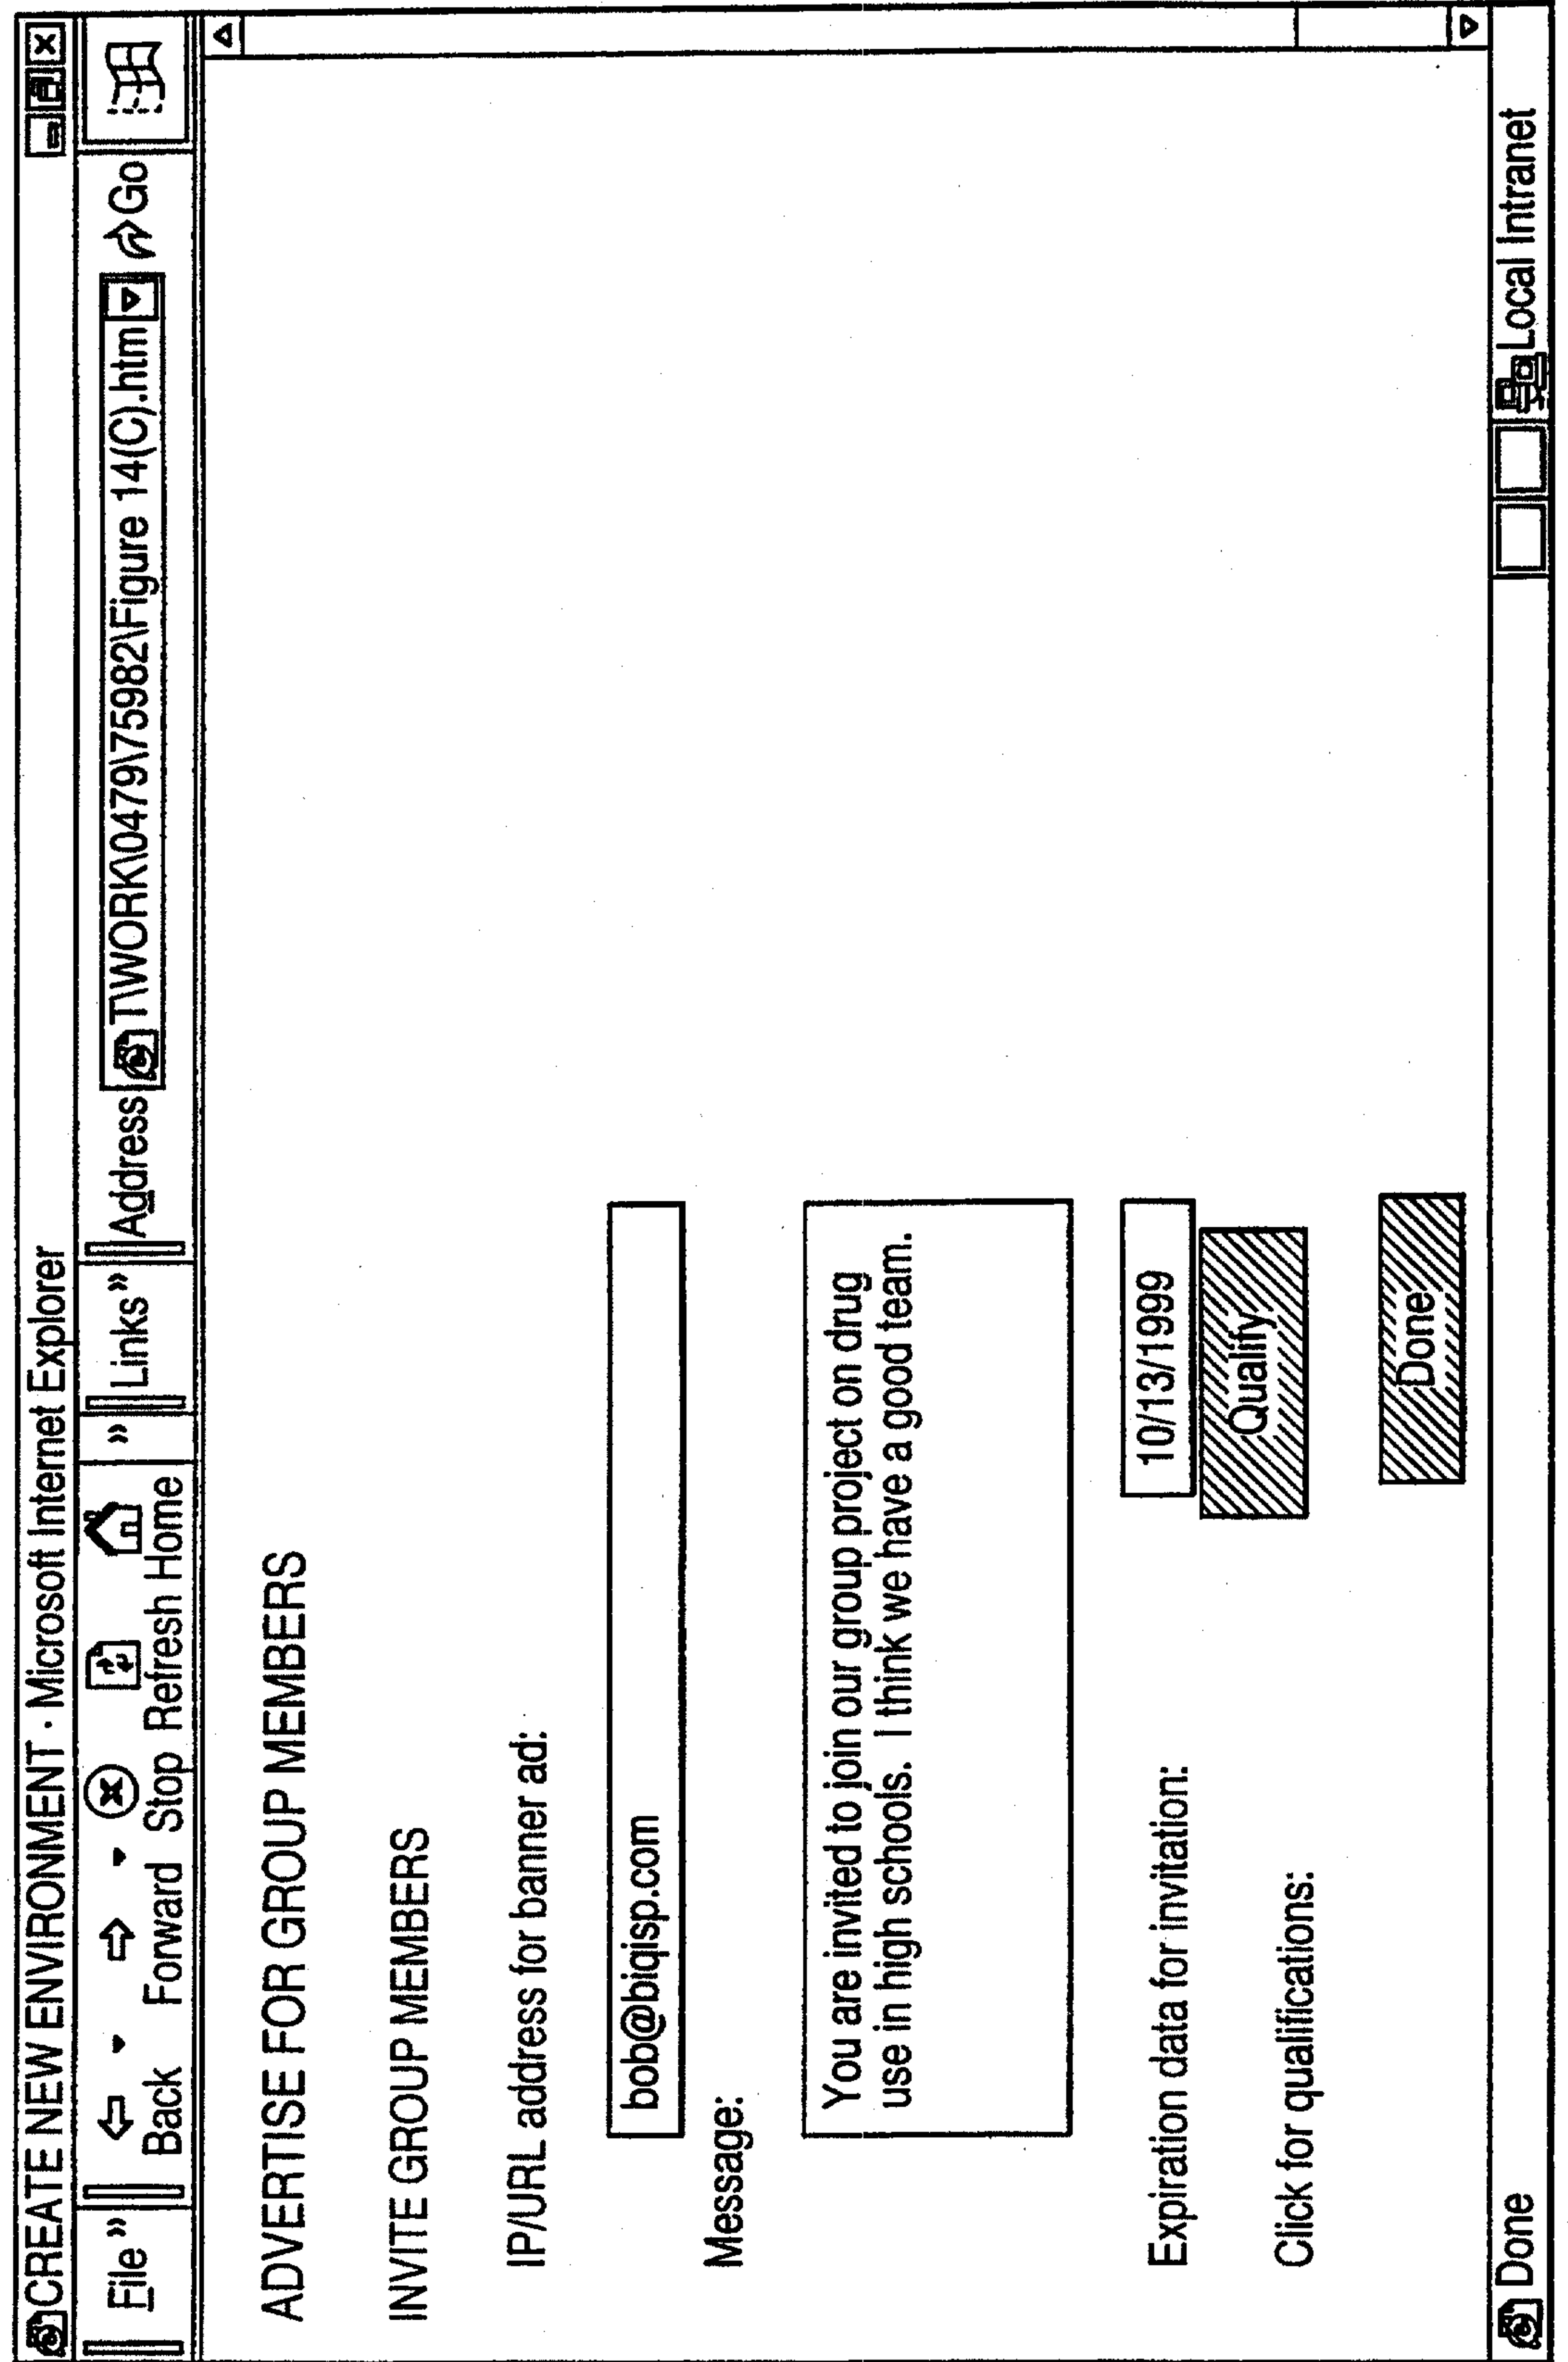 CREATE NEW ENVIRONMENT · Microsoft Internet Explorer
File » Back Forward Stop Refresh Home » Links » Address T\WORK\0479\75982\Figure 14(C).htm Go
ADVERTISE FOR GROUP MEMBERS
INVITE GROUP MEMBERS
IP/URL address for banner ad:
bob@biqisp.com
Message:
You are invited to join our group project on drug
use in high schools. I think we have a good team.
Expiration data for invitation: 10/13/1999
Click for qualifications: Qualify
Done
Done Local Intranet